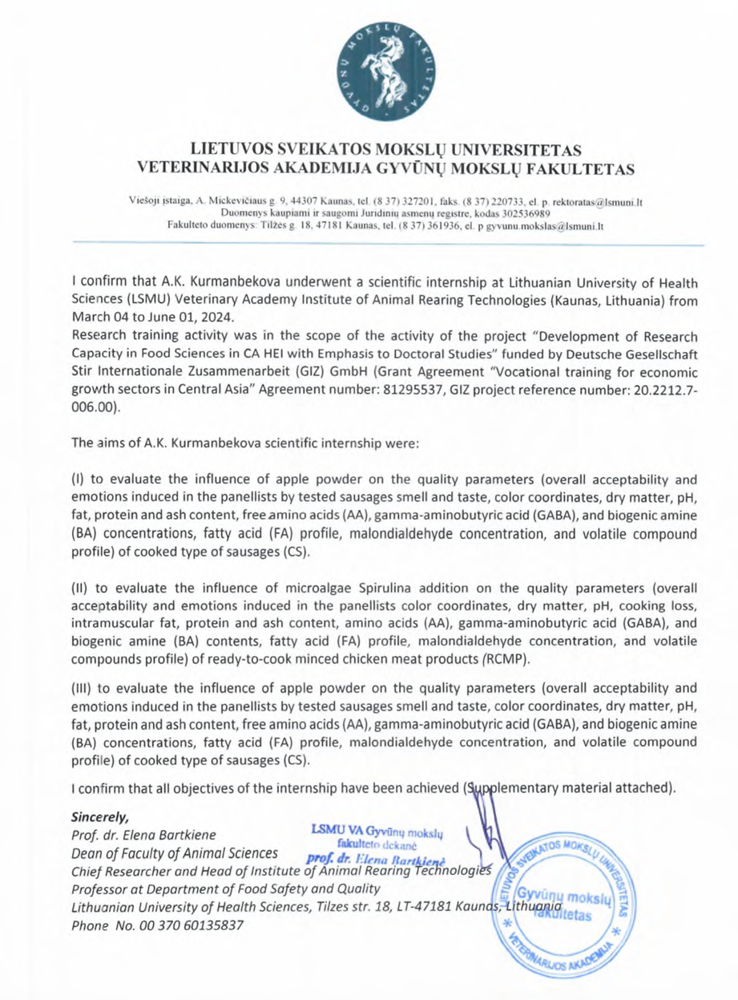 GYVŪNŲ MOKSLŲ FAKULTETAS
LIETUVOS SVEIKATOS MOKSLŲ UNIVERSITETAS
VETERINARIJOS AKADEMIJA GYVŪNŲ MOKSLŲ FAKULTETAS
Viešoji įstaiga, A. Mickevičiaus g. 9, 44307 Kaunas, tel. (8 37) 327201, faks. (8 37) 220733, el. p. rektoratas@lsmuni.lt
Duomenys kaupiami ir saugomi Juridinių asmenų registre, kodas 302536989
Fakulteto duomenys: Tilžės g. 18, 47181 Kaunas, tel. (8 37) 361936, el. p gyvunu.mokslas@lsmuni.lt
I confirm that A.K. Kurmanbekova underwent a scientific internship at Lithuanian University of Health
Sciences (LSMU) Veterinary Academy Institute of Animal Rearing Technologies (Kaunas, Lithuania) from
March 04 to June 01, 2024.
Research training activity was in the scope of the activity of the project "Development of Research
Capacity in Food Sciences in CA HEI with Emphasis to Doctoral Studies" funded by Deutsche Gesellschaft
Stir Internationale Zusammenarbeit (GIZ) GmbH (Grant Agreement "Vocational training for economic
growth sectors in Central Asia" Agreement number: 81295537, GIZ project reference number: 20.2212.7-
006.00).
The aims of A.K. Kurmanbekova scientific internship were:
(I) to evaluate the influence of apple powder on the quality parameters (overall acceptability and
emotions induced in the panellists by tested sausages smell and taste, color coordinates, dry matter, pH,
fat, protein and ash content, free amino acids (AA), gamma-aminobutyric acid (GABA), and biogenic amine
(BA) concentrations, fatty acid (FA) profile, malondialdehyde concentration, and volatile compound
profile) of cooked type of sausages (CS).
(II) to evaluate the influence of microalgae Spirulina addition on the quality parameters (overall
acceptability and emotions induced in the panellists color coordinates, dry matter, pH, cooking loss,
intramuscular fat, protein and ash content, amino acids (AA), gamma-aminobutyric acid (GABA), and
biogenic amine (BA) contents, fatty acid (FA) profile, malondialdehyde concentration, and volatile
compounds profile) of ready-to-cook minced chicken meat products (RCMP).
(III) to evaluate the influence of apple powder on the quality parameters (overall acceptability and
emotions induced in the panellists by tested sausages smell and taste, color coordinates, dry matter, pH,
fat, protein and ash content, free amino acids (AA), gamma-aminobutyric acid (GABA), and biogenic amine
(BA) concentrations, fatty acid (FA) profile, malondialdehyde concentration, and volatile compound
profile) of cooked type of sausages (CS).
I confirm that all objectives of the internship have been achieved (Supplementary material attached).
Sincerely,
Prof. dr. Elena Bartkiene
Dean of Faculty of Animal Sciences
Chief Researcher and Head of Institute of Animal Rearing Technologies
Professor at Department of Food Safety and Quality
Lithuanian University of Health Sciences, Tilzes str. 18, LT-47181 Kaunas, Lithuania
Phone No. 00 370 60135837
LSMU VA Gyvūnų mokslų
fakulteto dekanė
prof. dr. Elena Bartkienė
LIETUVOS SVEIKATOS MOKSLŲ UNIVERSITETAS
Gyvūnų mokslų
fakultetas
* VETERINARIJOS AKADEMIJA *